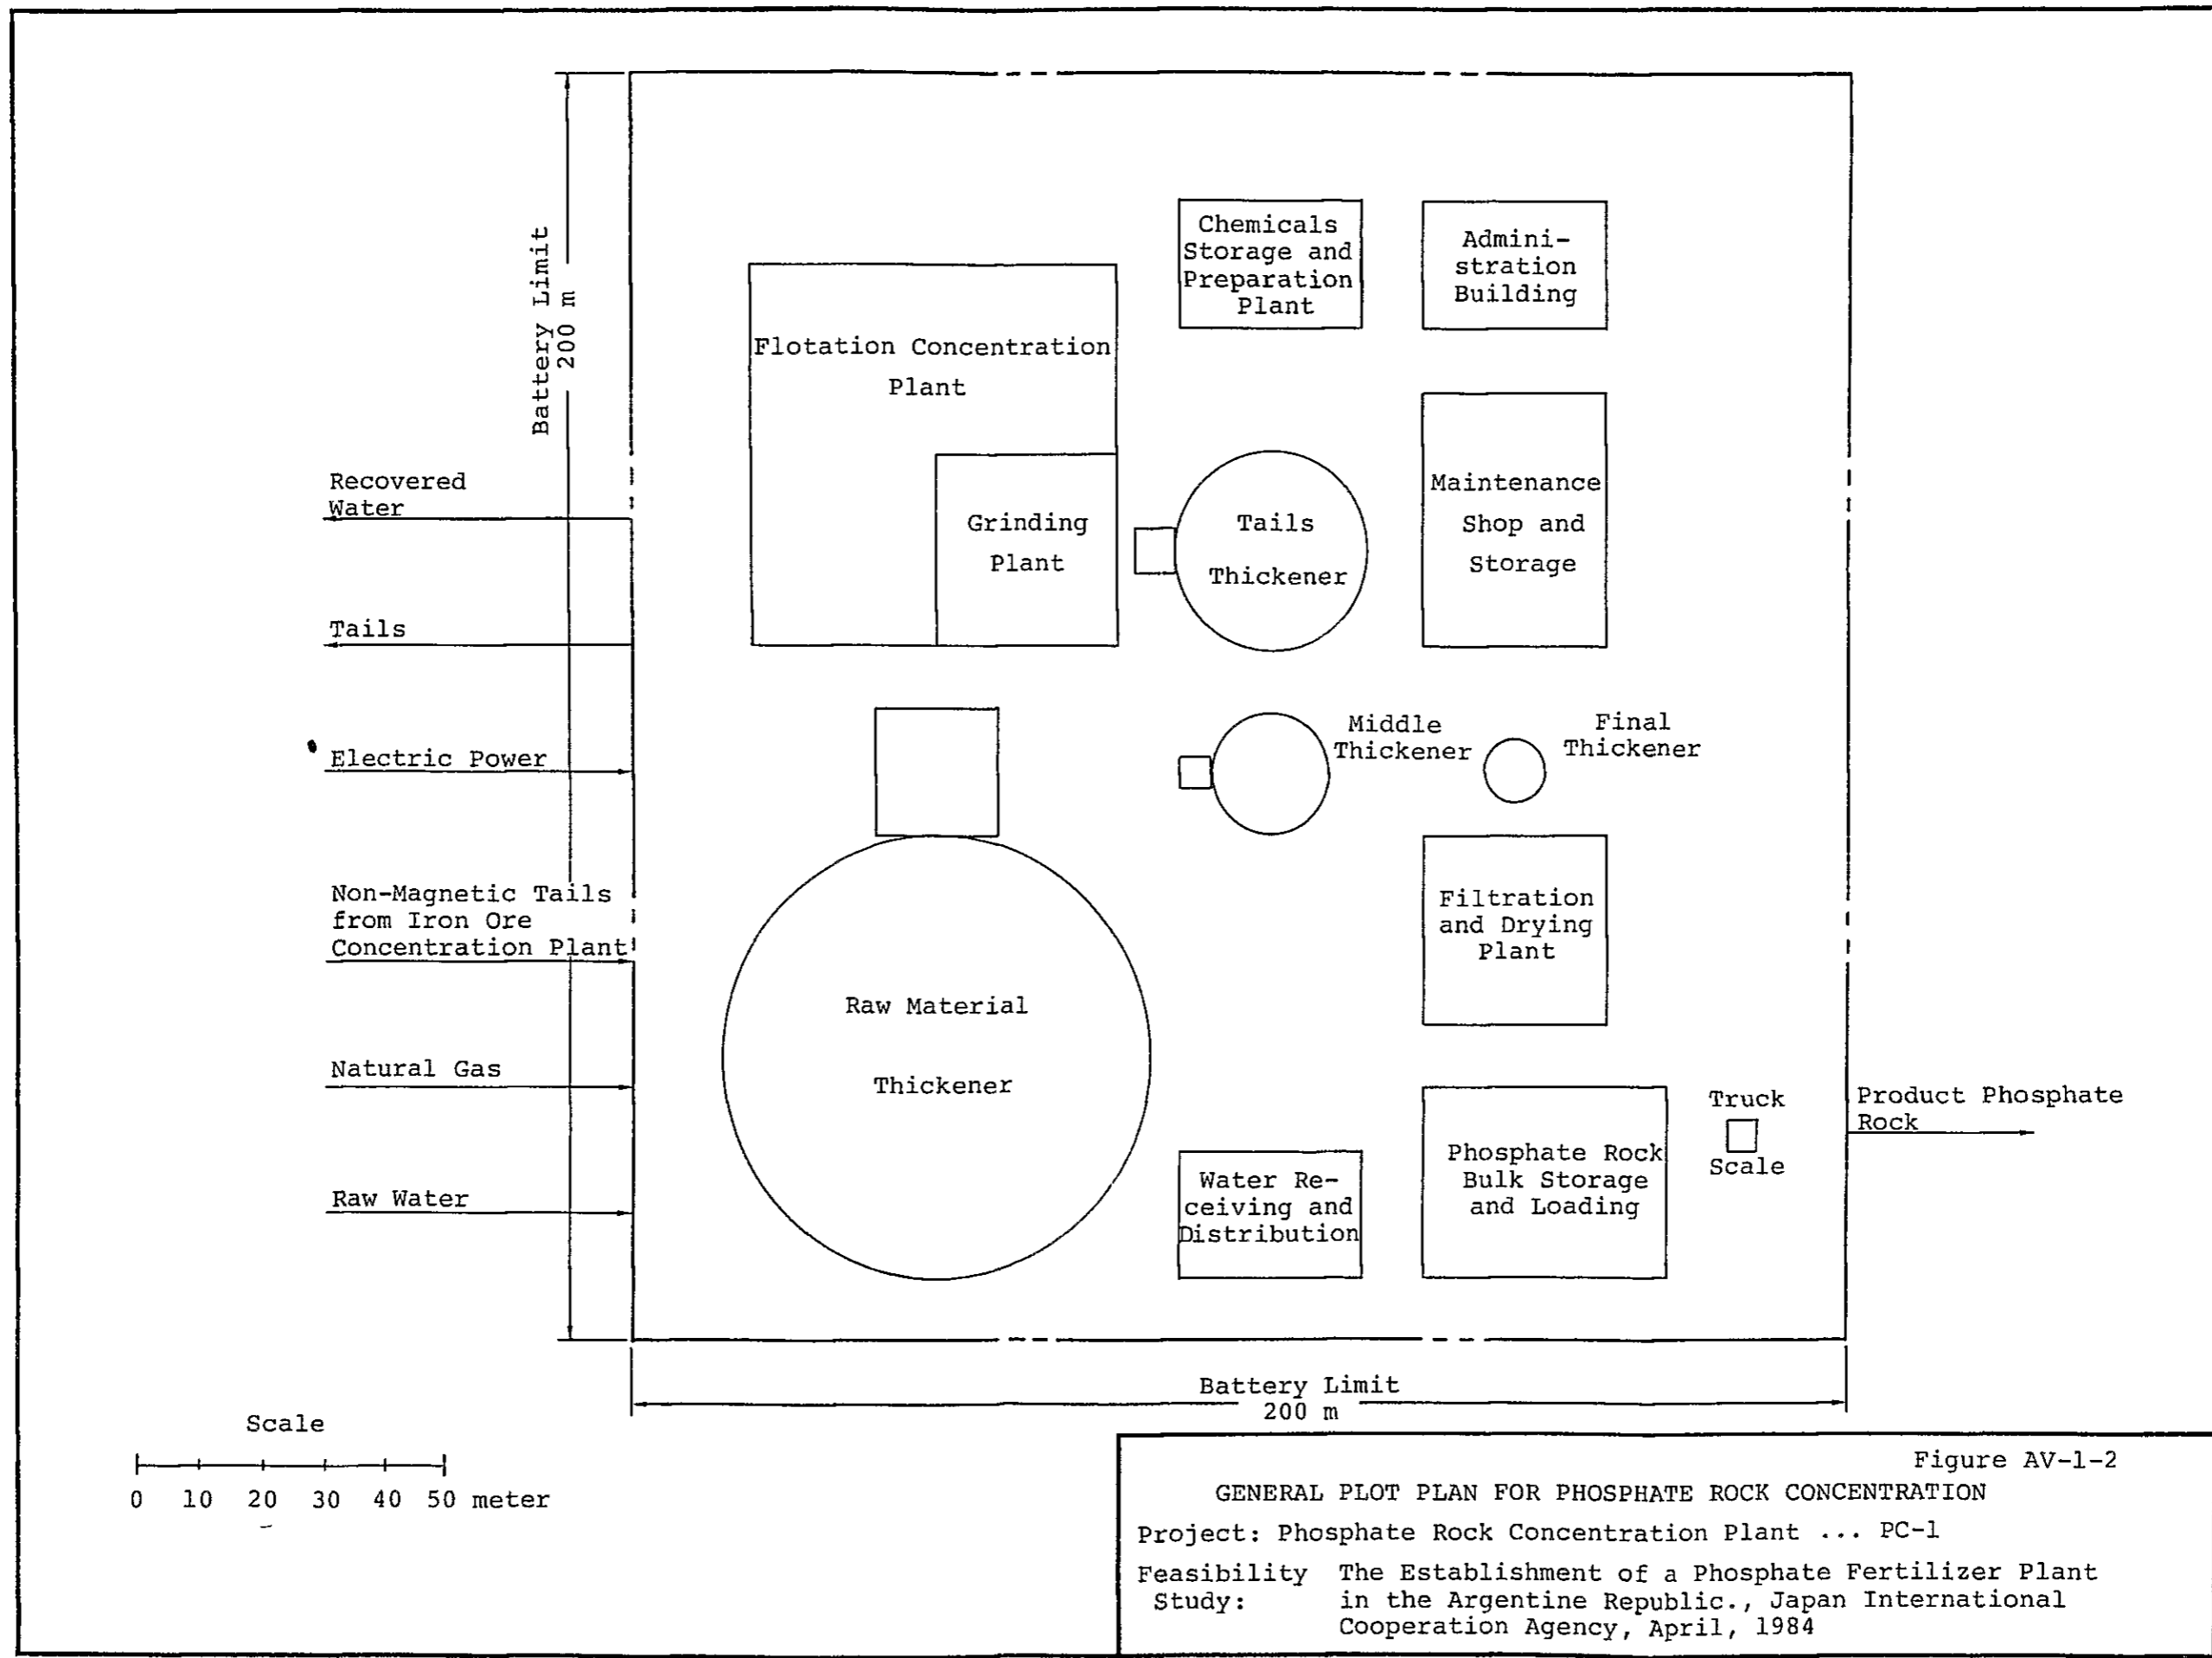 Battery Limit
200 m
Chemicals
Storage and
Preparation
Plant
Admini-
stration
Building
Flotation Concentration
Plant
Grinding
Plant
Tails
Thickener
Maintenance
Shop and
Storage
Recovered
Water
Tails
Electric Power
Non-Magnetic Tails
from Iron Ore
Concentration Plant
Natural Gas
Raw Water
Middle
Thickener
Final
Thickener
Filtration
and Drying
Plant
Raw Material
Thickener
Water Re-
ceiving and
Distribution
Phosphate Rock
Bulk Storage
and Loading
Truck
Scale
Product Phosphate
Rock
Battery Limit
200 m
Scale
0 10 20 30 40 50 meter
Figure AV-1-2
GENERAL PLOT PLAN FOR PHOSPHATE ROCK CONCENTRATION
Project: Phosphate Rock Concentration Plant ... PC-1
Feasibility The Establishment of a Phosphate Fertilizer Plant
Study: in the Argentine Republic., Japan International
Cooperation Agency, April, 1984